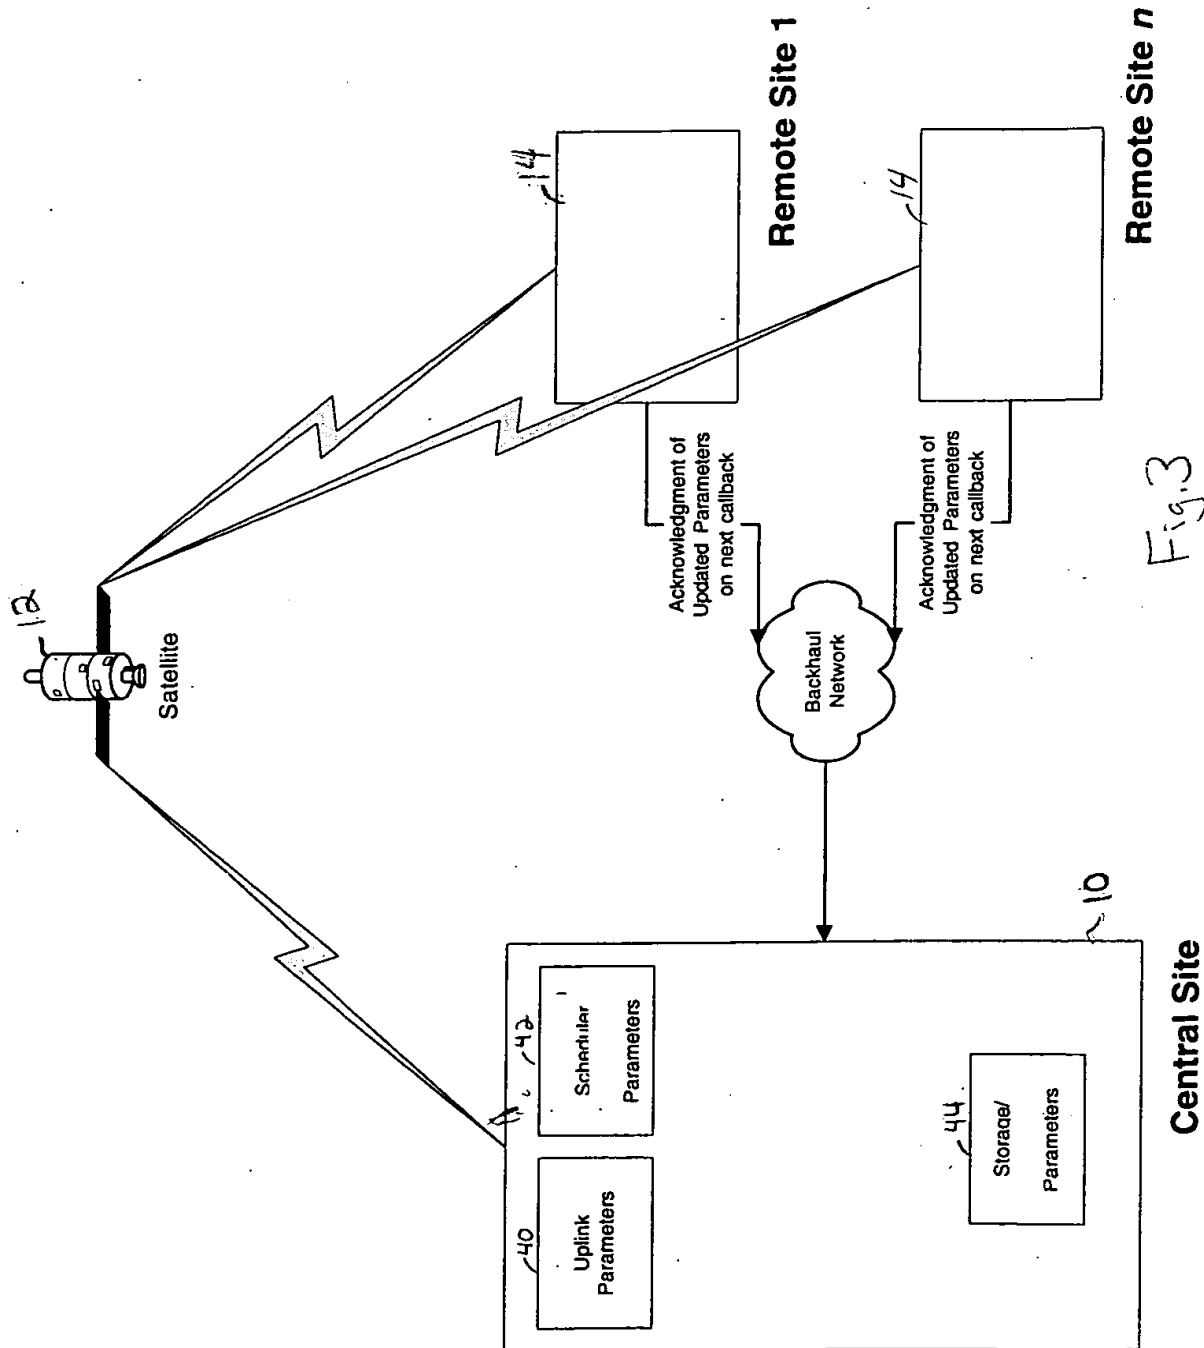 12
Satellite
14
Remote Site 1
14
Remote Site n
Acknowledgment of
Updated Parameters
on next callback
Acknowledgment of
Updated Parameters
on next callback
Backhaul
Network
40
Uplink
Parameters
42
Schedular
Parameters
44
Storage/
Parameters
10
Central Site
Fig.3